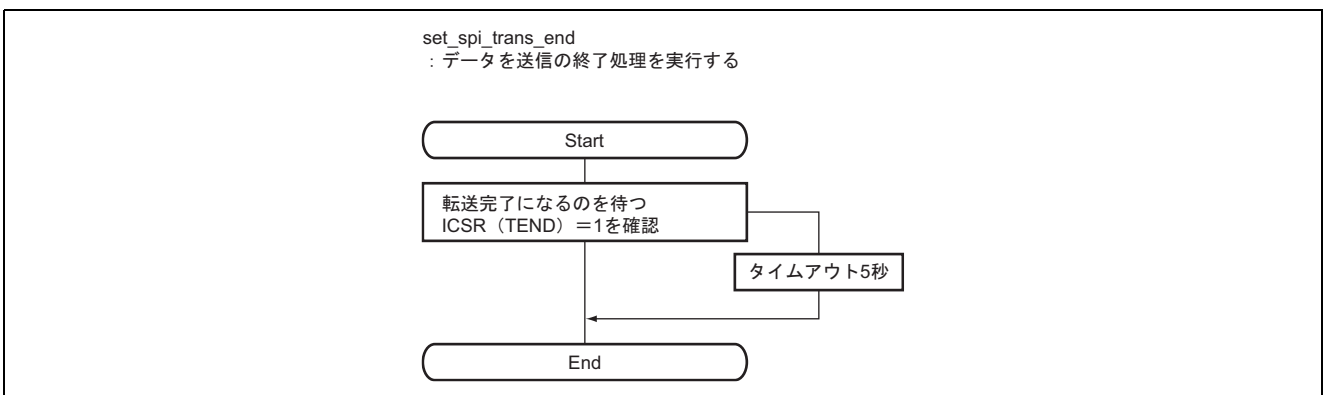 set_spi_trans_end
：データを送信の終了処理を実行する
Start
転送完了になるのを待つ
ICSR（TEND）＝1を確認
タイムアウト5秒
End